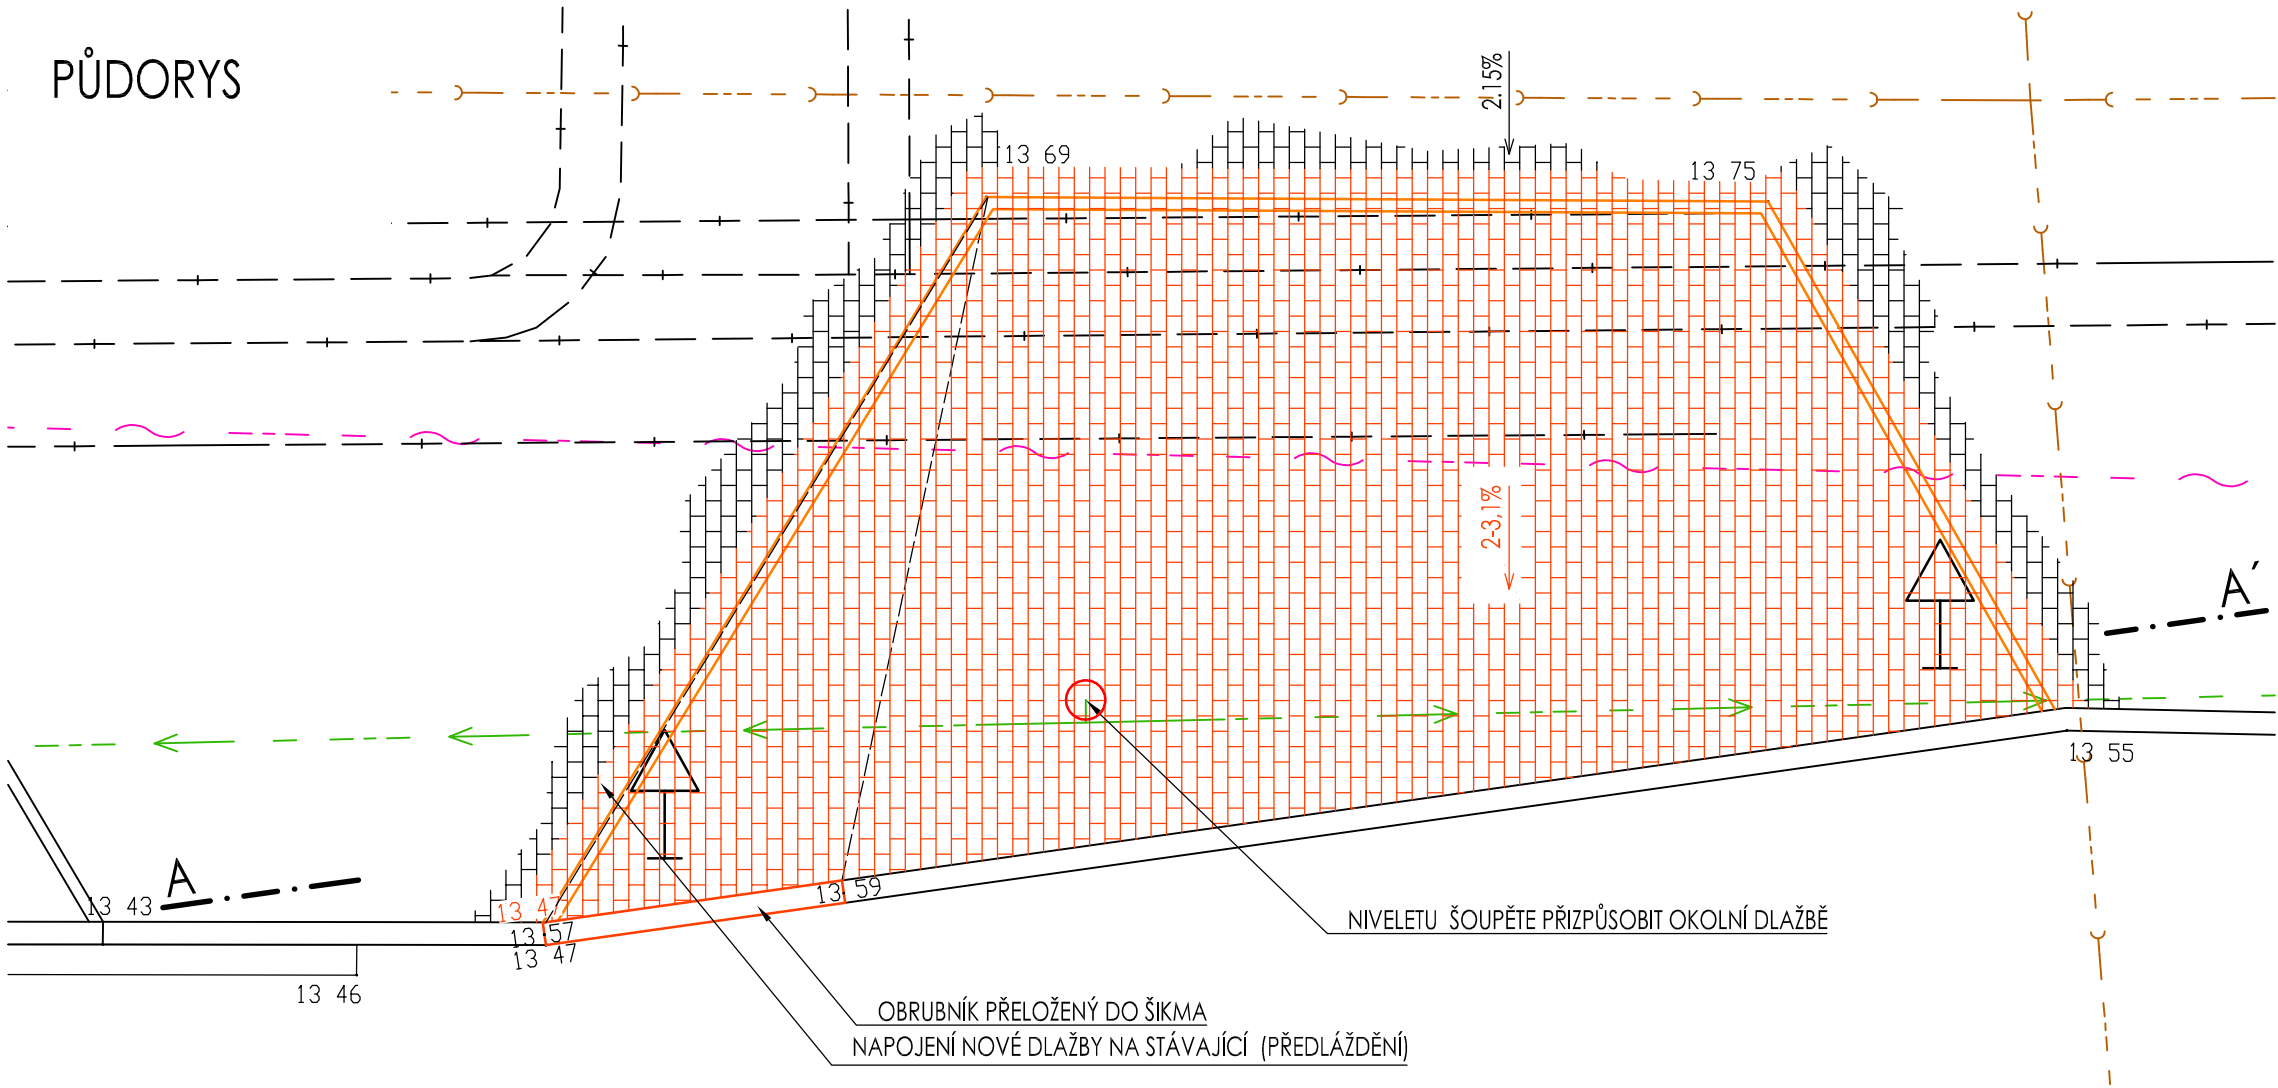 PŮDORYS
2.15%
13 69
13 75
2-3,1%
A´
13 55
A
13 43
13 47
13 57
13 47
13 59
13 46
NIVELETU ŠOUPĚTE PŘIZPŮSOBIT OKOLNÍ DLAŽBĚ
OBRUBNÍK PŘELOŽENÝ DO ŠIKMA
NAPOJENÍ NOVÉ DLAŽBY NA STÁVAJÍCÍ (PŘEDLÁŽDĚNÍ)